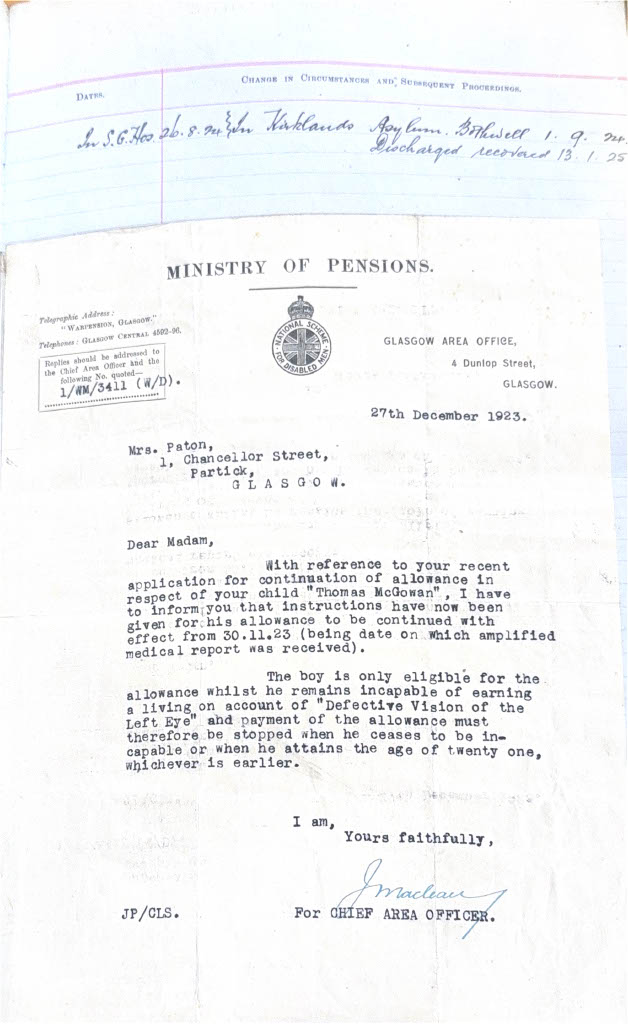 CHANGE IN CIRCUMSTANCES AND SUBSEQUENT PROCEEDINGS.
DATES.
In S.G. Hos. 26.8.24 } In Kirklands Asylum. Bothwell 1.9.24.
Discharged recovered 13.1.25
MINISTRY OF PENSIONS.
Telegraphic Address:
"WARPENSION, GLASGOW."
Telephones: GLASGOW CENTRAL 4592-96.
Replies should be addressed to
the Chief Area Officer and the
following No. quoted—
1/WM/3411 (W/D).
NATIONAL SCHEME
FOR DISABLED MEN
GLASGOW AREA OFFICE,
4 Dunlop Street,
GLASGOW.
27th December 1923.
Mrs. Paton,
1, Chancellor Street,
Partick,
G L A S G O W.
Dear Madam,
With reference to your recent
application for continuation of allowance in
respect of your child "Thomas McGowan", I have
to inform you that instructions have now been
given for his allowance to be continued with
effect from 30.11.23 (being date on which amplified
medical report was received).
The boy is only eligible for the
allowance whilst he remains incapable of earning
a living on account of "Defective Vision of the
Left Eye" and payment of the allowance must
therefore be stopped when he ceases to be in-
capable or when he attains the age of twenty one,
whichever is earlier.
I am,
Yours faithfully,
J Maclean
JP/CLS. For CHIEF AREA OFFICER.